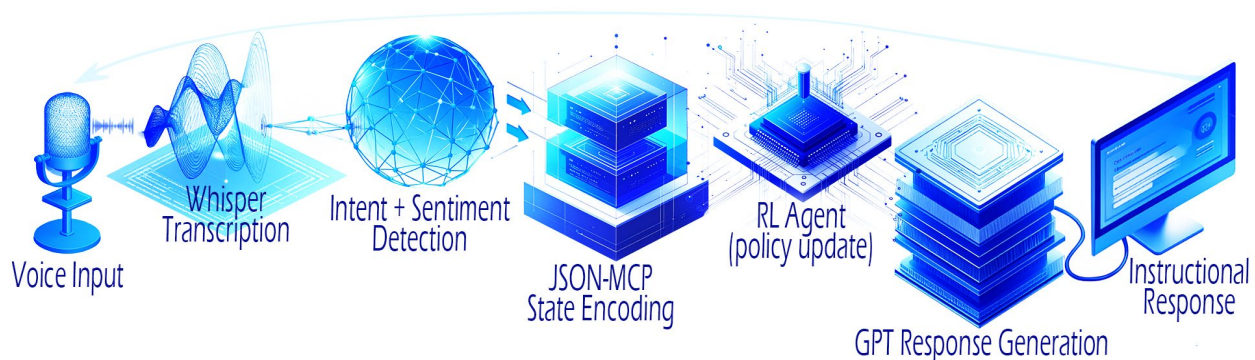 Voice Input
Whisper
Transcription
Intent + Sentiment
Detection
JSON-MCP
State Encoding
RL Agent
(policy update)
GPT Response Generation
Instructional
Response